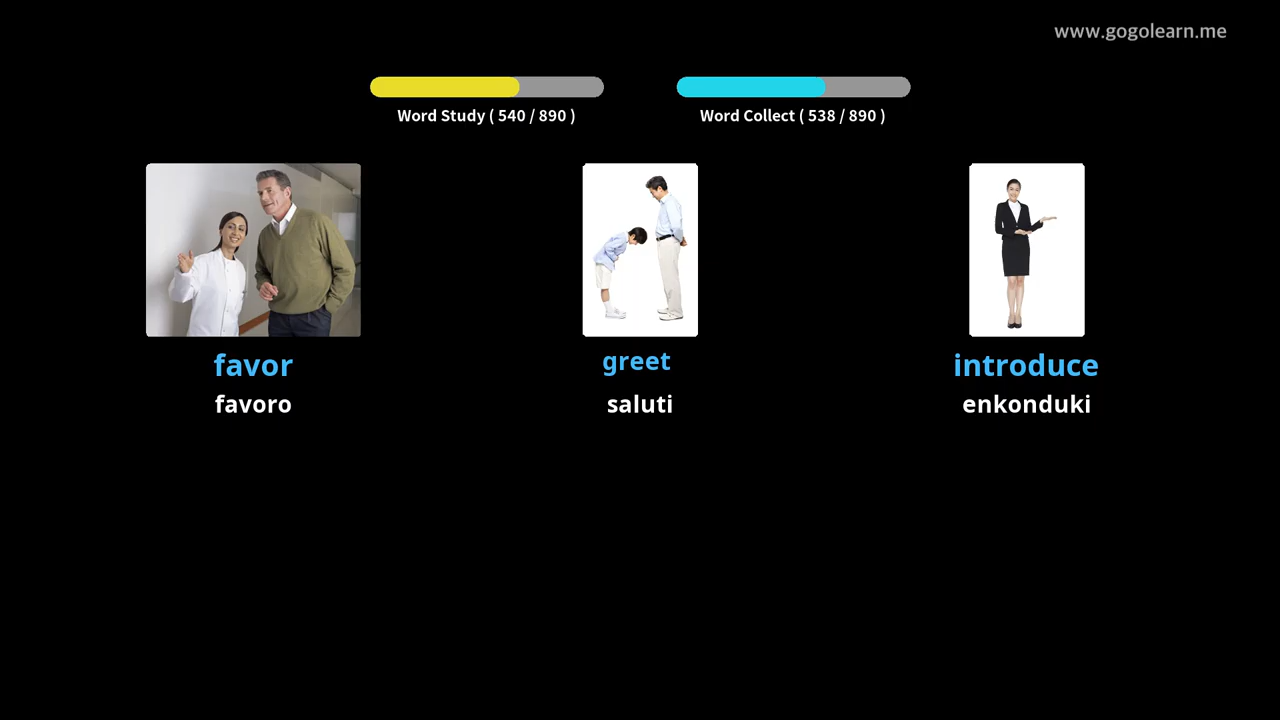 www.gogolearn.me
Word Study ( 540 / 890 )
Word Collect ( 538 / 890 )
favor
greet
introduce
favoro
saluti
enkonduki